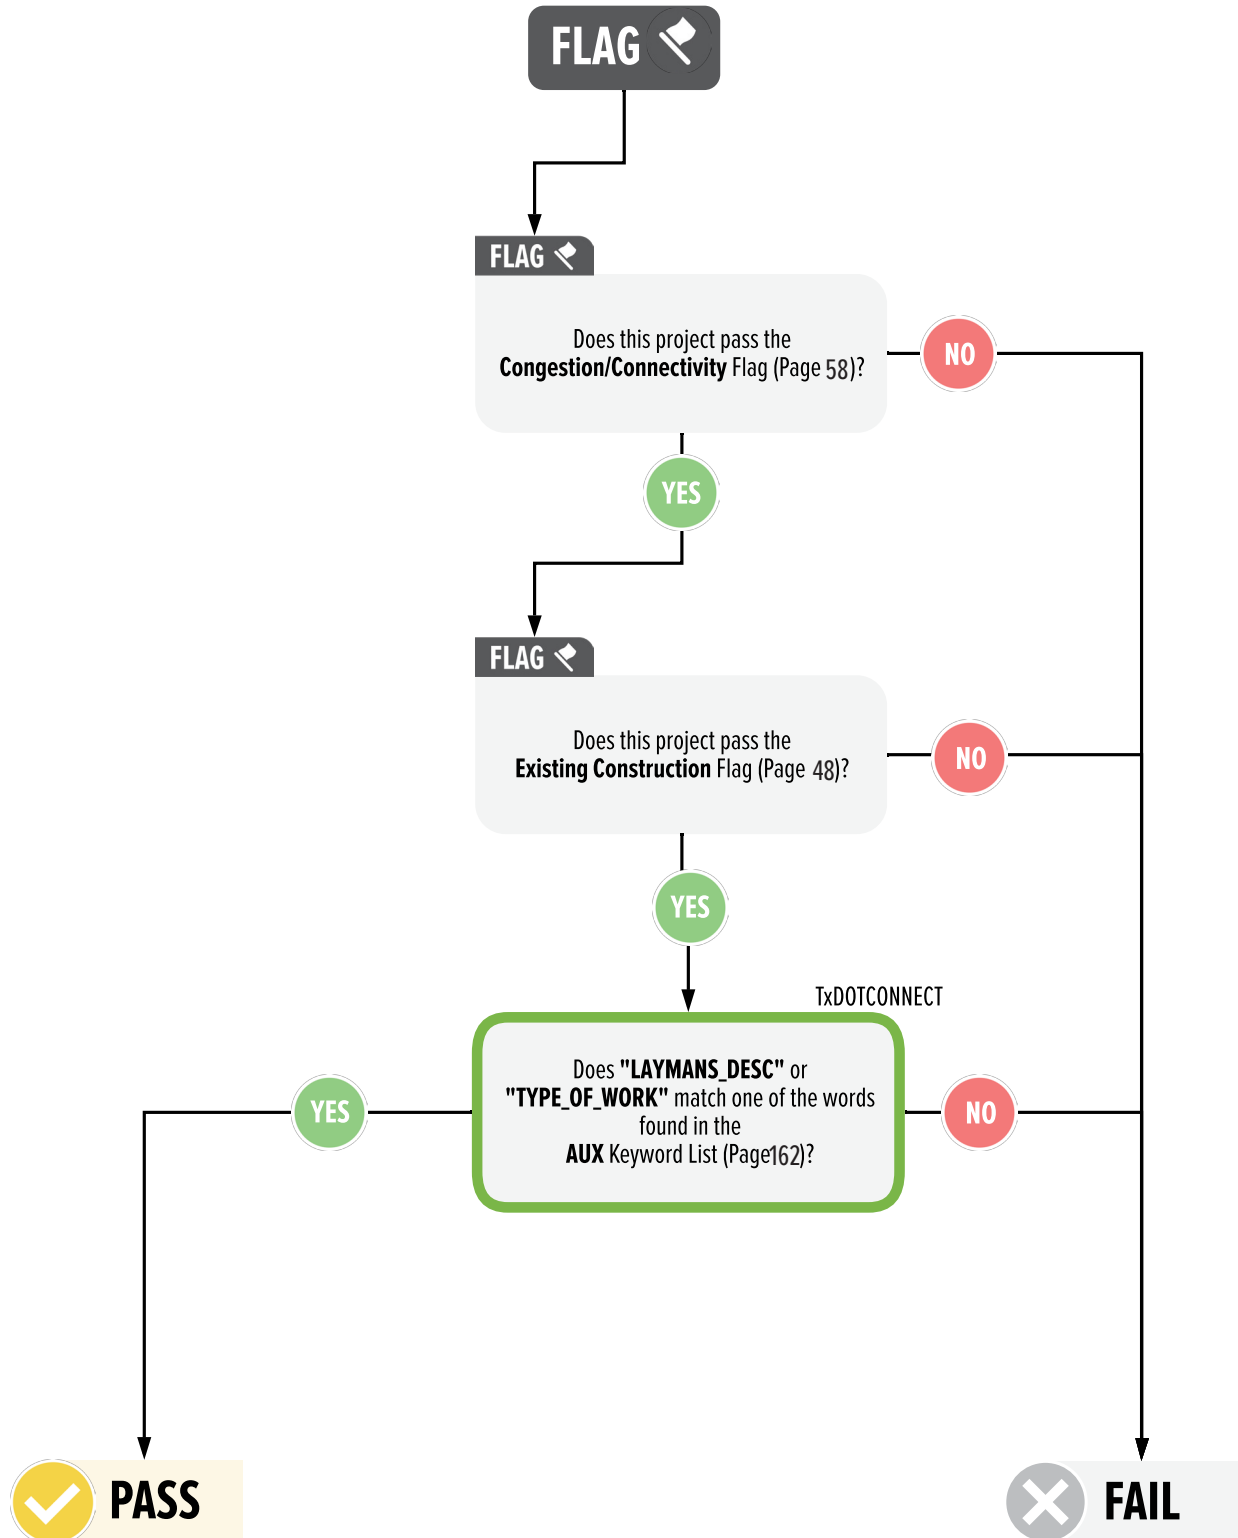 FLAG
FLAG
Does this project pass the
Congestion/Connectivity Flag (Page 58)?
NO
YES
FLAG
Does this project pass the
Existing Construction Flag (Page 48)?
NO
YES
TxDOTCONNECT
Does "LAYMANS_DESC" or
"TYPE_OF_WORK" match one of the words
found in the
AUX Keyword List (Page162)?
YES
NO
PASS
FAIL